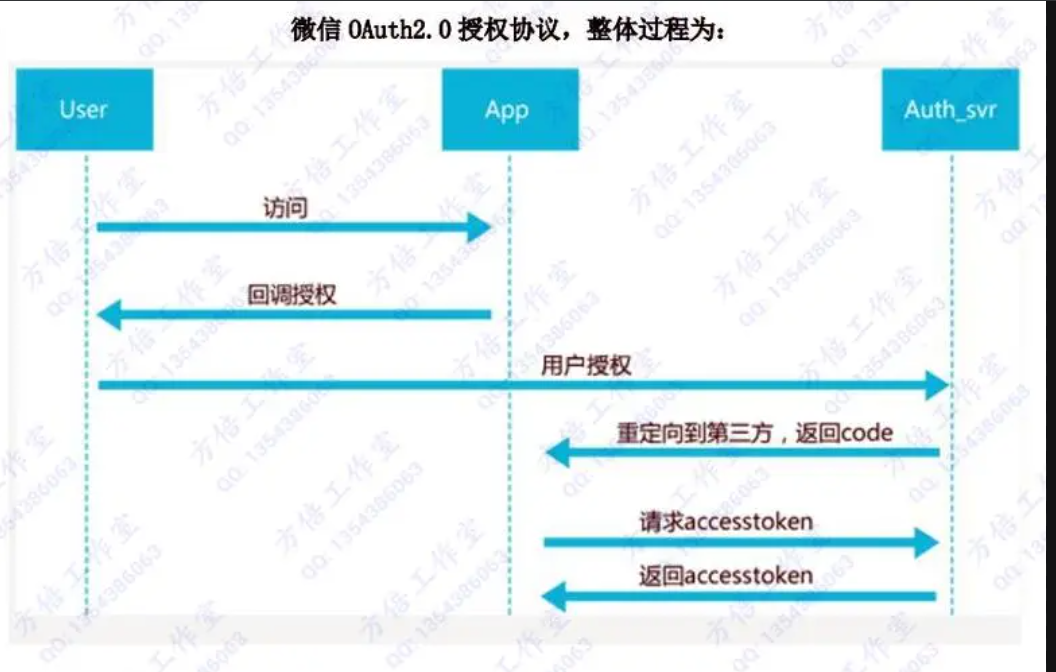 微信 OAuth2.0 授权协议，整体过程为：
User
App
Auth_svr
访问
回调授权
用户授权
重定向到第三方，返回code
请求accesstoken
返回accesstoken
方倍工作室
QQ:1354386063